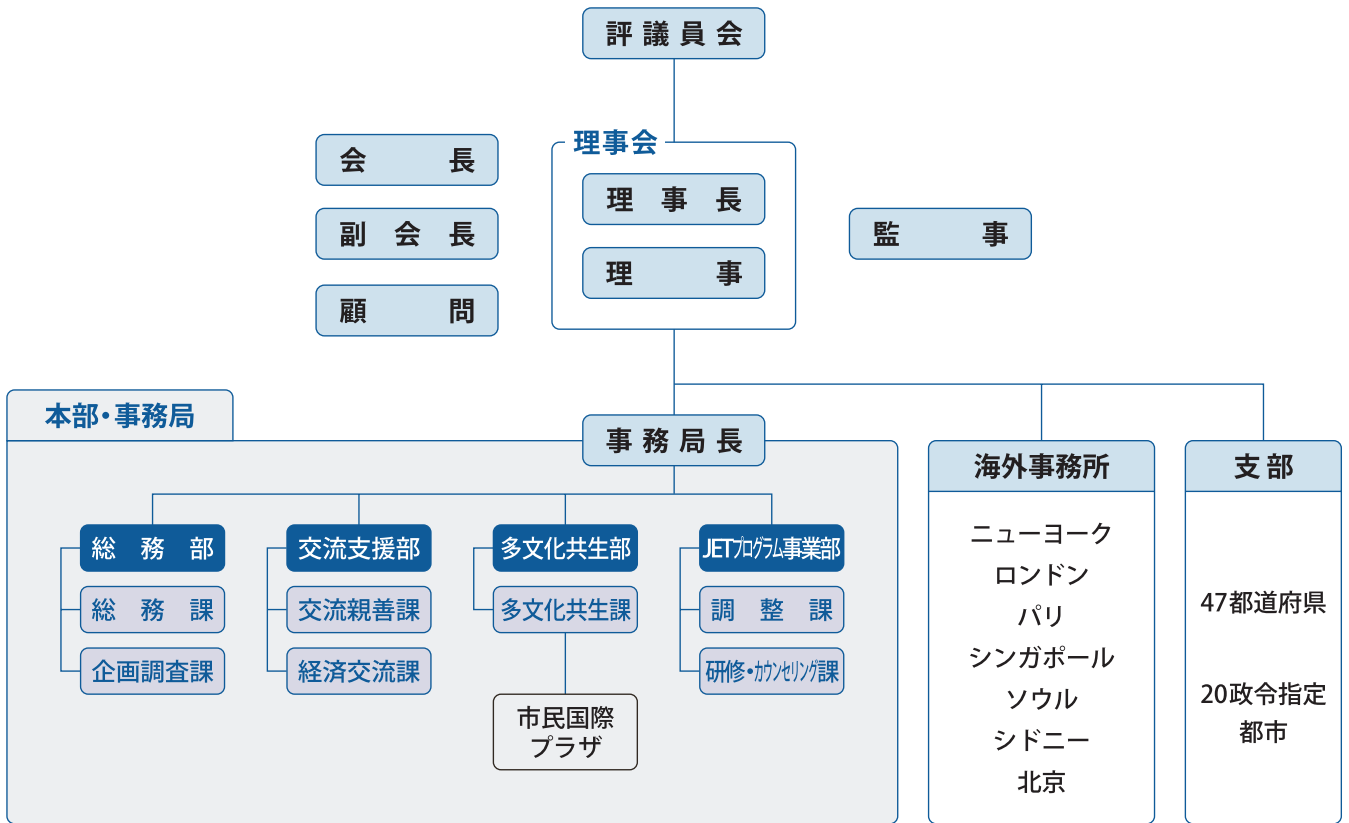 評議員会
理事会
会長
理事長
副会長
監事
理事
顧問
本部・事務局
事務局長
海外事務所
支部
総務部
交流支援部
多文化共生部
JETプログラム事業部
総務課
交流親善課
多文化共生課
調整課
企画調査課
経済交流課
研修・カウンセリング課
市民国際
プラザ
ニューヨーク
ロンドン
パリ
シンガポール
ソウル
シドニー
北京
47都道府県
20政令指定
都市